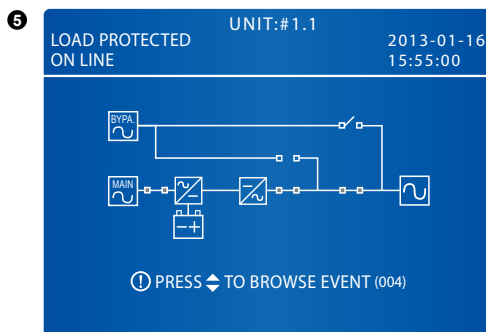 5
UNIT:#1.1
LOAD PROTECTED
2013-01-16
ON LINE
15:55:00
BYPA.
MAIN
PRESS TO BROWSE EVENT (004)